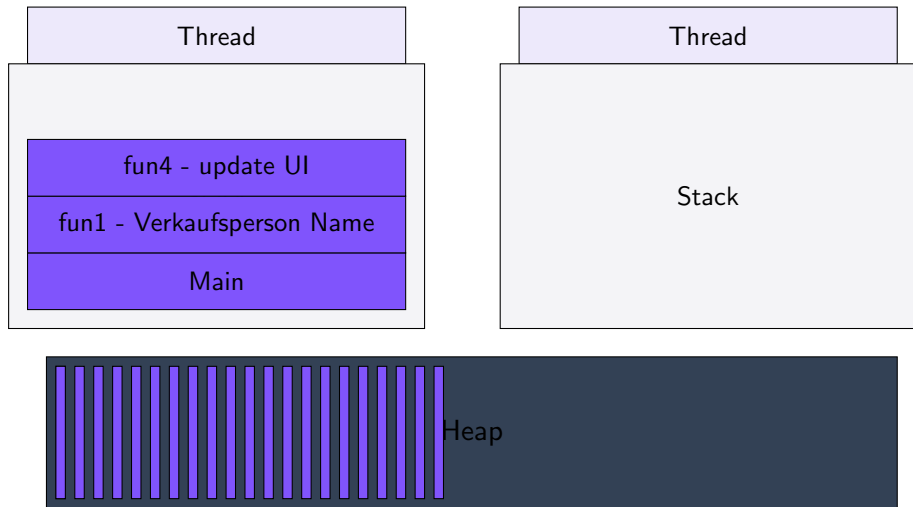 Thread
Thread
fun4 - update UI
fun1 - Verkaufsperson Name
Main
Stack
Heap